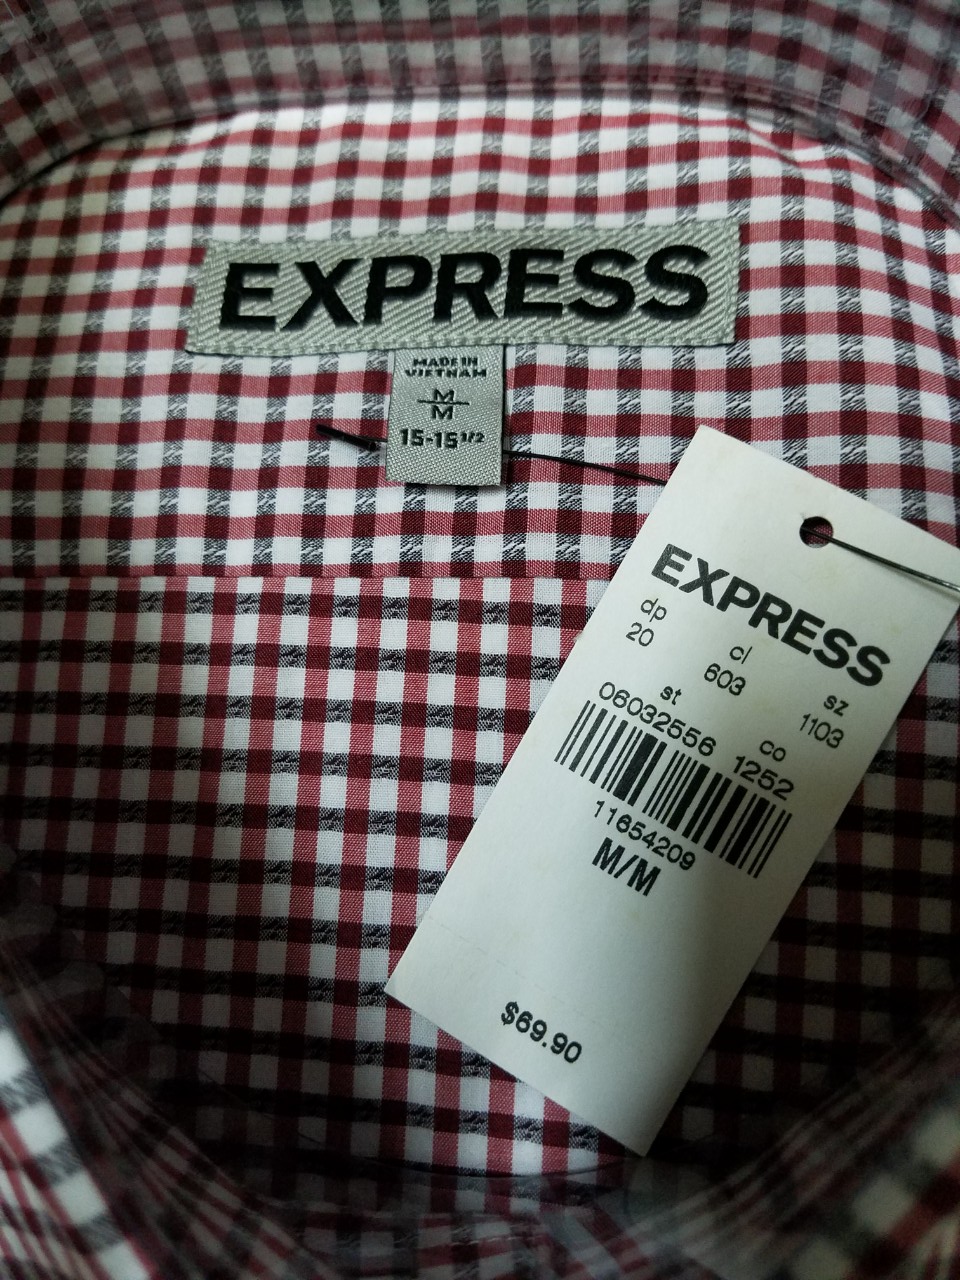 EXPRESS
MADE IN
VIETNAM
M
M
15-15 1/2
EXPRESS
dp cl sz
20 603 1103
st co
06032556 1252
11654209
M/M
$69.90